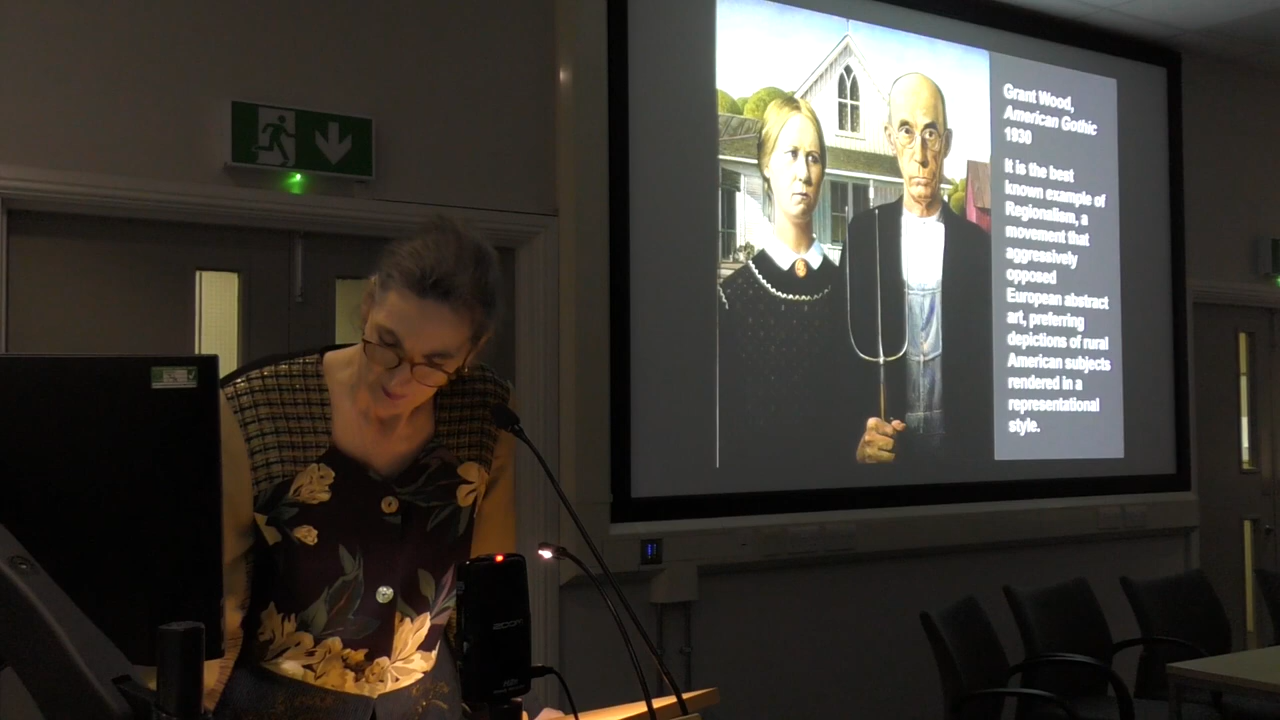 Grant Wood,
American Gothic
1930
It is the best
known example of
Regionalism, a
movement that
aggressively
opposed
European abstract
art, preferring
depictions of rural
American subjects
rendered in a
representational
style.
zoom